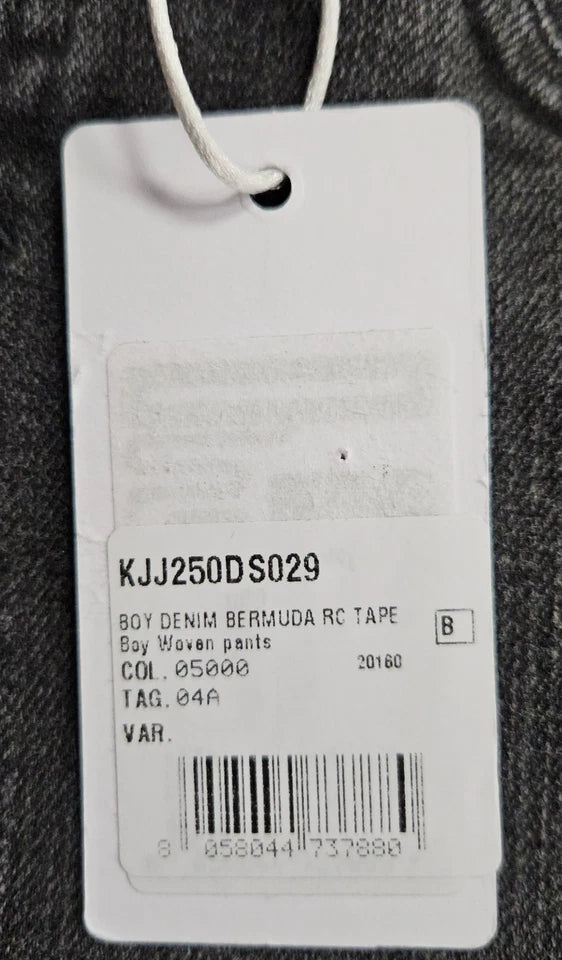 KJJ250DS029
BOY DENIM BERMUDA RC TAPE
B
Boy Woven pants
COL. 05000
20160
TAG. 04A
VAR.
8 058044 737880